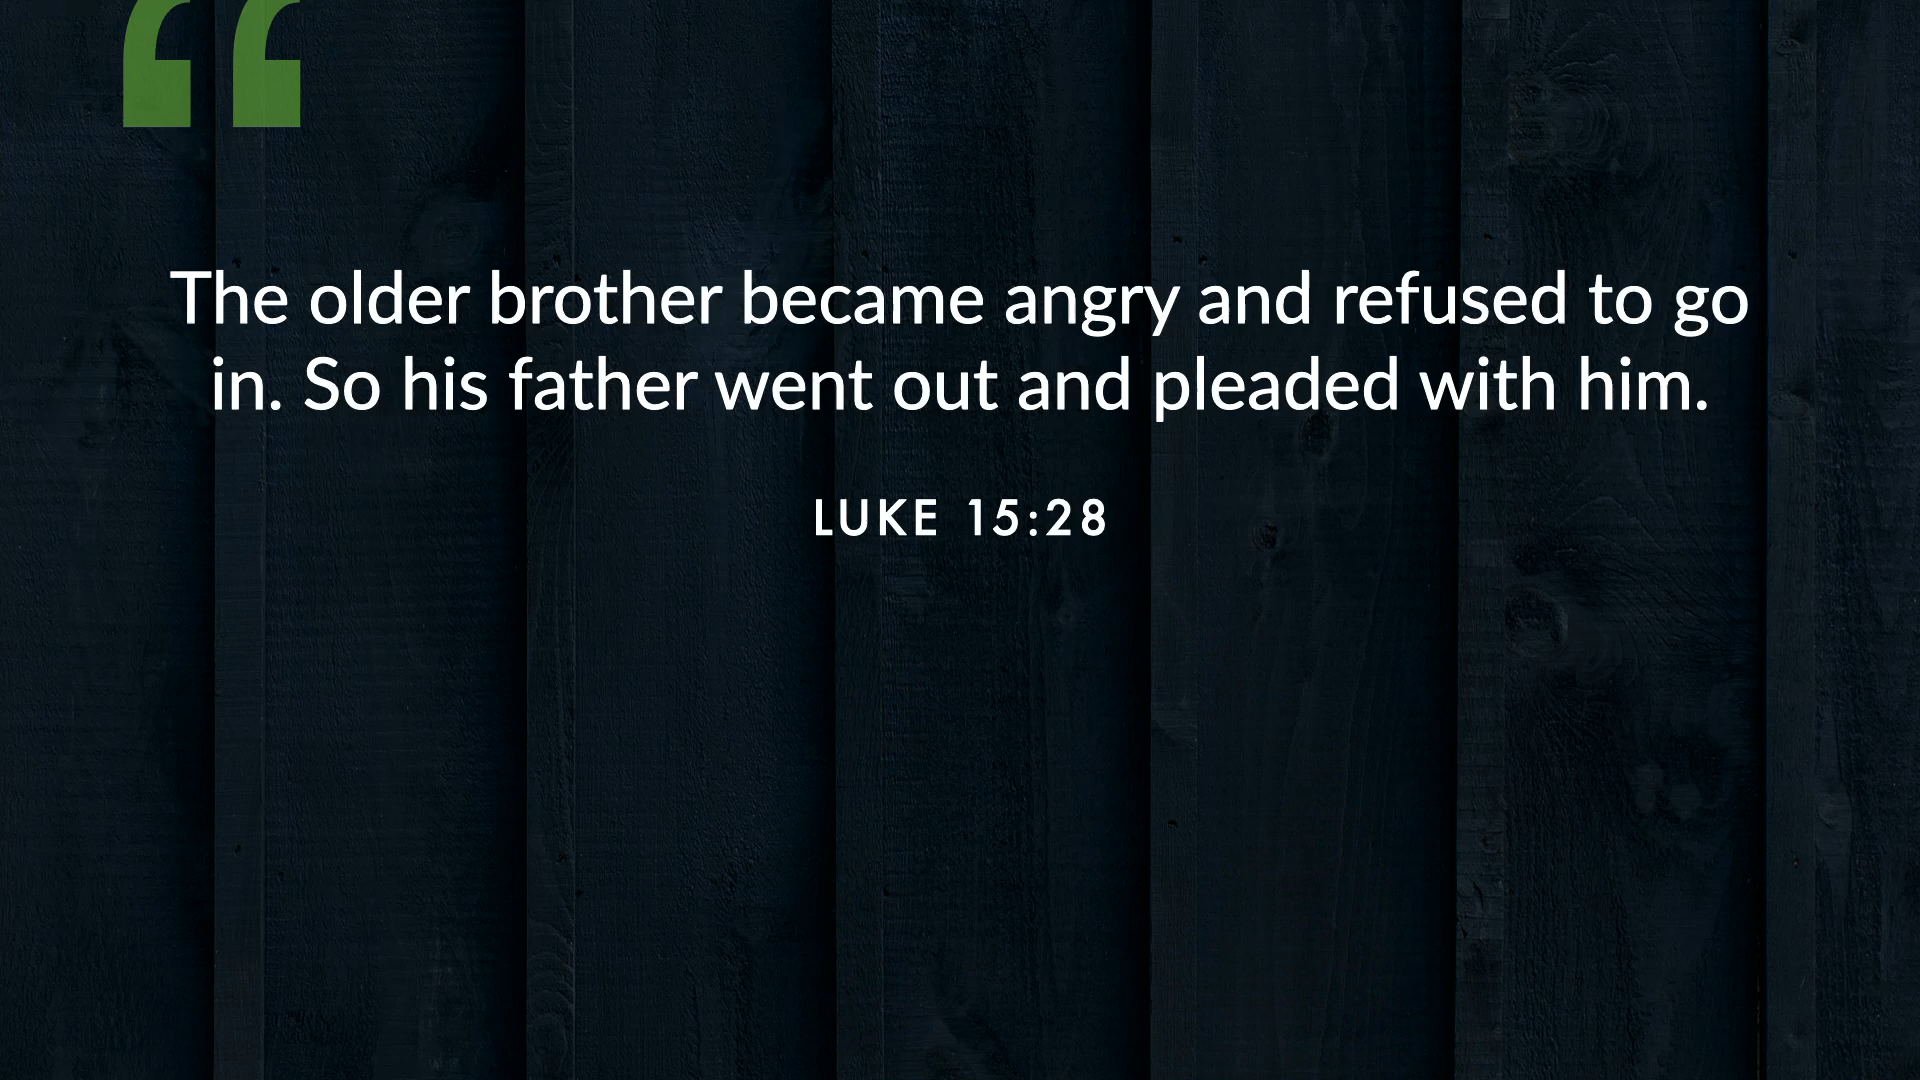 “
The older brother became angry and refused to go
in. So his father went out and pleaded with him.
LUKE 15:28